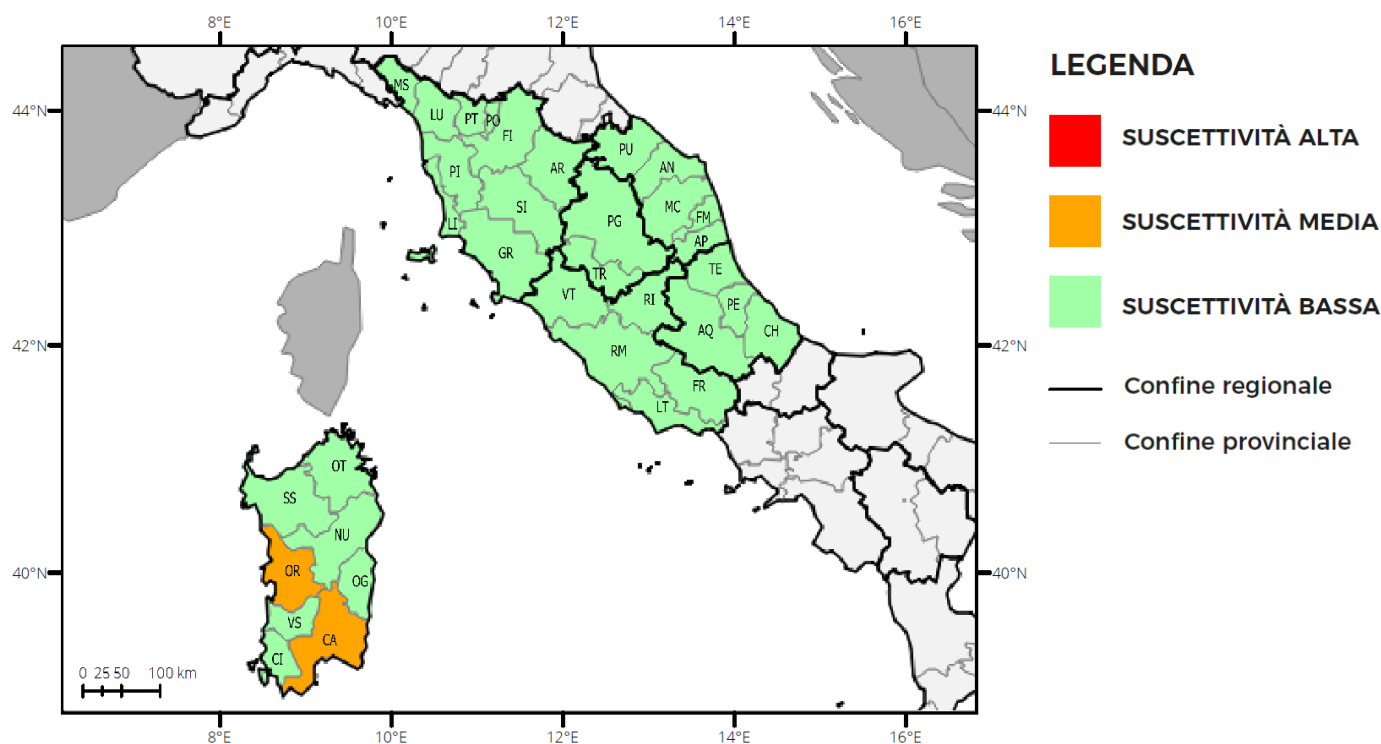 8°E 10°E 12°E 14°E 16°E
44°N
44°N
42°N
42°N
40°N
40°N
MS
LU
PT
PO
FI
PI
AR
LI
SI
GR
PU
AN
MC
FM
AP
PG
TR
TE
PE
CH
AQ
VT
RI
RM
FR
LT
OT
SS
NU
OR
OG
VS
CA
CI
0 25 50 100 km
8°E 10°E 12°E 14°E 16°E
LEGENDA
SUSCETTIVITÀ ALTA
SUSCETTIVITÀ MEDIA
SUSCETTIVITÀ BASSA
Confine regionale
Confine provinciale